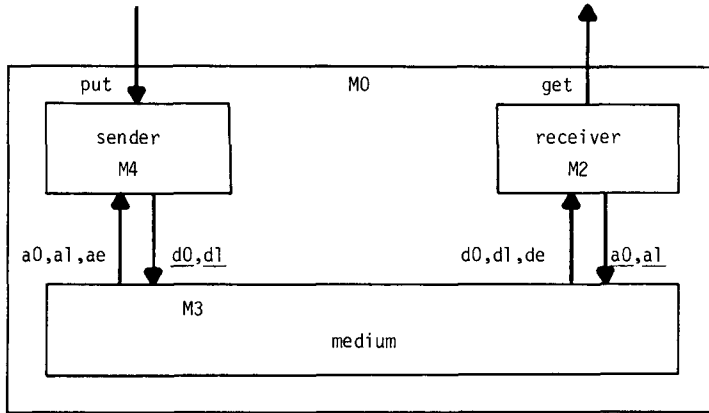 put M0 get
sender receiver
M4 M2
a0,a1,ae d0,d1 d0,d1,de a0,a1
M3
medium